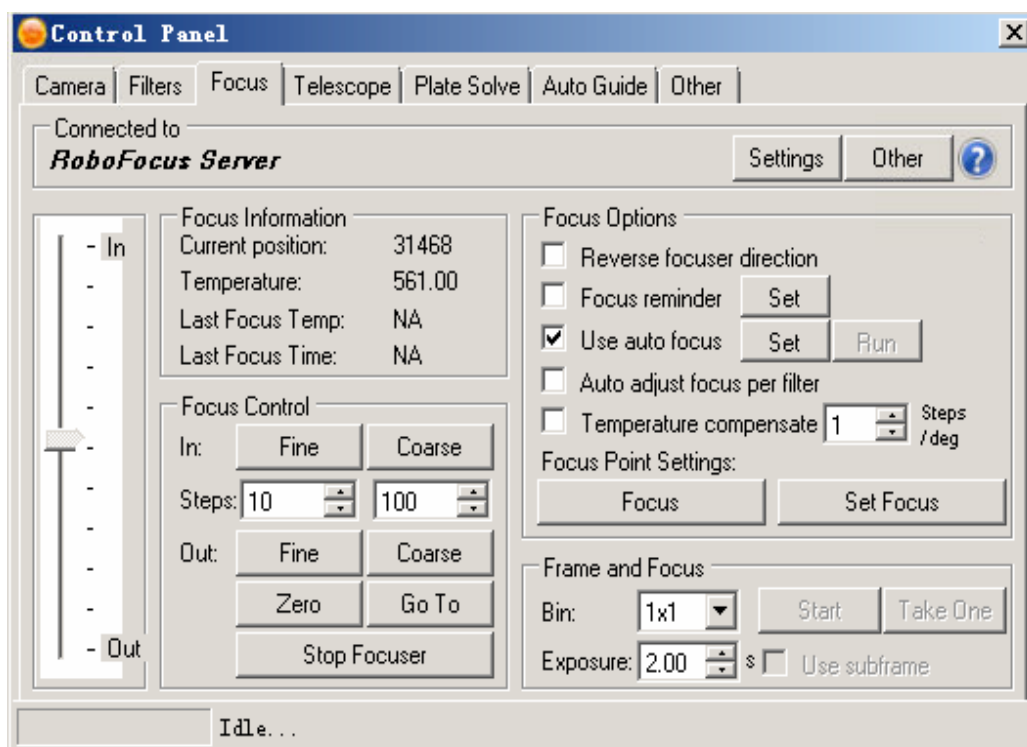 Control Panel
Camera Filters Focus Telescope Plate Solve Auto Guide Other
Connected to
RoboFocus Server
Settings Other ?
In
Out
Focus Information
Current position: 31468
Temperature: 561.00
Last Focus Temp: NA
Last Focus Time: NA
Focus Control
In: Fine Coarse
Steps: 10 100
Out: Fine Coarse
Zero Go To
Stop Focuser
Focus Options
Reverse focuser direction
Focus reminder Set
Use auto focus Set Run
Auto adjust focus per filter
Temperature compensate 1 Steps
/deg
Focus Point Settings:
Focus Set Focus
Frame and Focus
Bin: 1x1 Start Take One
Exposure: 2.00 s Use subframe
Idle...